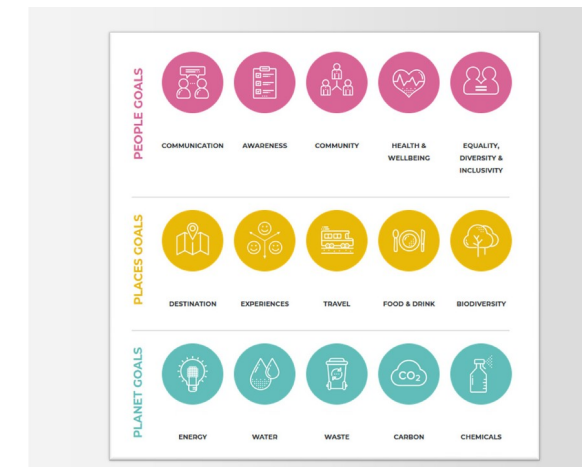 PEOPLE GOALS
COMMUNICATION
AWARENESS
COMMUNITY
HEALTH &
WELLBEING
EQUALITY,
DIVERSITY &
INCLUSIVITY
PLACES GOALS
DESTINATION
EXPERIENCES
TRAVEL
FOOD & DRINK
BIODIVERSITY
PLANET GOALS
CO2
ENERGY
WATER
WASTE
CARBON
CHEMICALS